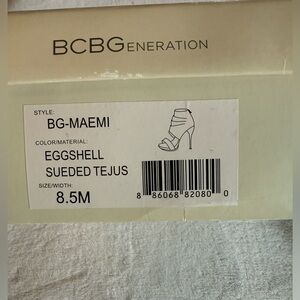 BCBGENERATION
STYLE:
BG-MAEMI
COLOR/MATERIAL:
EGGSHELL
SUEDED TEJUS
SIZE/WIDTH:
8.5M
8 86068 82080 0